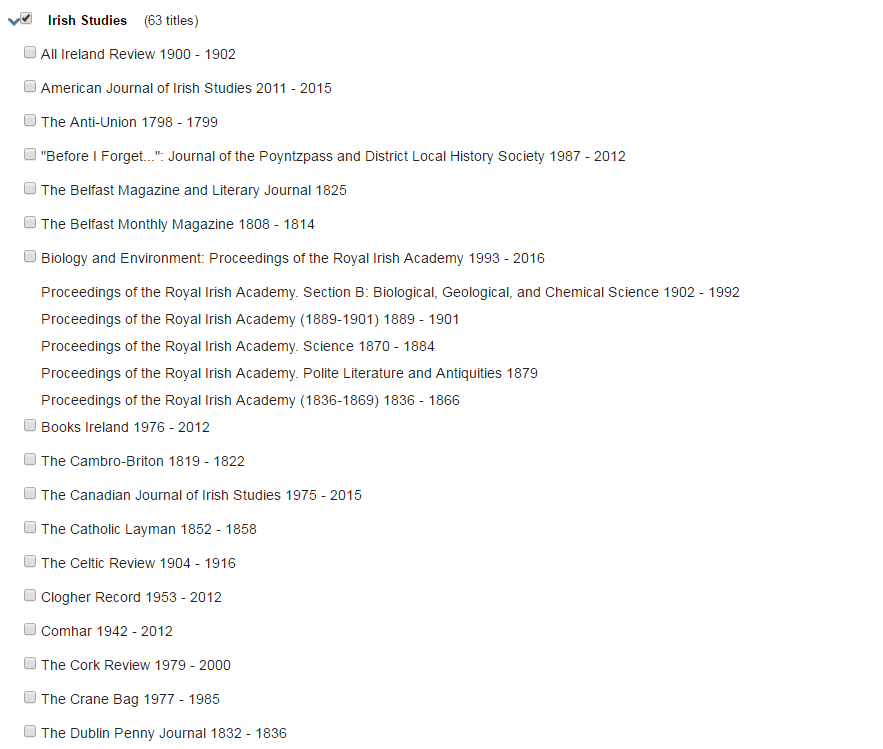 Irish Studies (63 titles)
All Ireland Review 1900 - 1902
American Journal of Irish Studies 2011 - 2015
The Anti-Union 1798 - 1799
"Before I Forget...": Journal of the Poyntzpass and District Local History Society 1987 - 2012
The Belfast Magazine and Literary Journal 1825
The Belfast Monthly Magazine 1808 - 1814
Biology and Environment: Proceedings of the Royal Irish Academy 1993 - 2016
Proceedings of the Royal Irish Academy. Section B: Biological, Geological, and Chemical Science 1902 - 1992
Proceedings of the Royal Irish Academy (1889-1901) 1889 - 1901
Proceedings of the Royal Irish Academy. Science 1870 - 1884
Proceedings of the Royal Irish Academy. Polite Literature and Antiquities 1879
Proceedings of the Royal Irish Academy (1836-1869) 1836 - 1866
Books Ireland 1976 - 2012
The Cambro-Briton 1819 - 1822
The Canadian Journal of Irish Studies 1975 - 2015
The Catholic Layman 1852 - 1858
The Celtic Review 1904 - 1916
Clogher Record 1953 - 2012
Comhar 1942 - 2012
The Cork Review 1979 - 2000
The Crane Bag 1977 - 1985
The Dublin Penny Journal 1832 - 1836